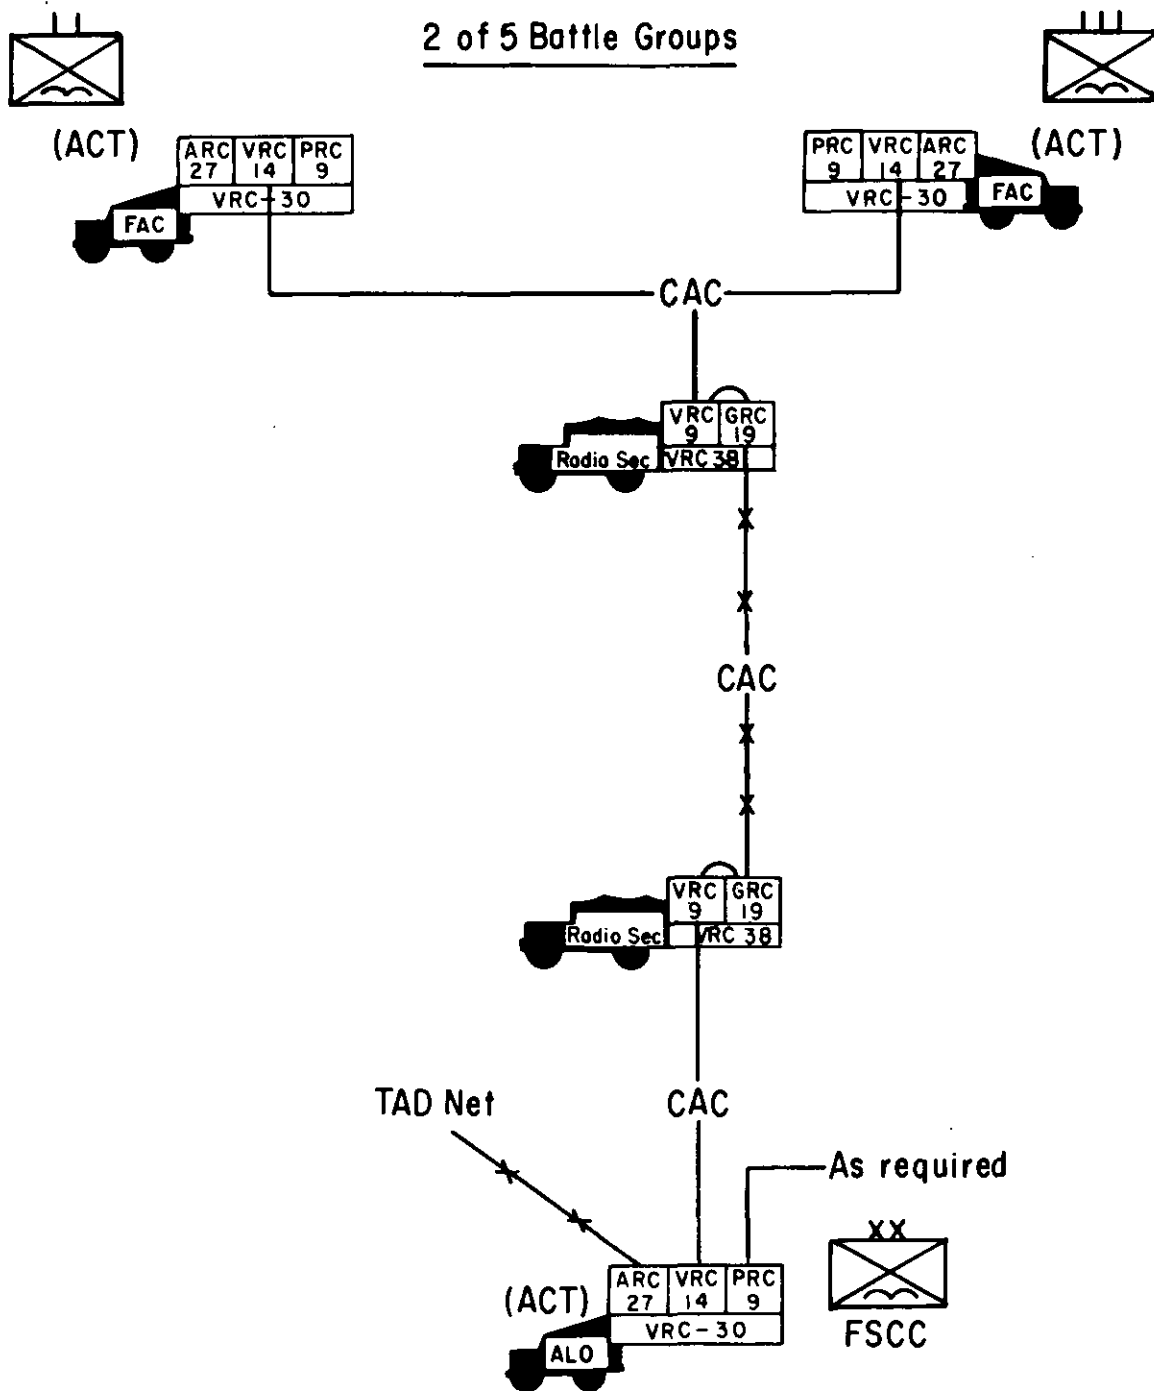 2 of 5 Battle Groups
(ACT)
(ACT)
ARC 27
VRC 14
PRC 9
VRC-30
FAC
PRC 9
VRC 14
ARC 27
VRC-30
FAC
CAC
VRC 9
GRC 19
Radio Sec
VRC 38
CAC
VRC 9
GRC 19
Radio Sec
VRC 38
TAD Net
CAC
As required
XX
(ACT)
ARC 27
VRC 14
PRC 9
VRC-30
ALO
FSCC